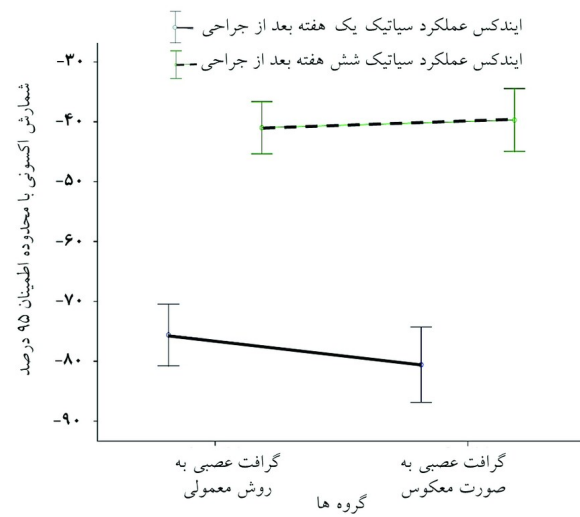 ایندکس عملکرد سیاتیک یک هفته بعد از جراحی
ایندکس عملکرد سیاتیک شش هفته بعد از جراحی
شمارش اکسونی با محدوده اطمینان ۹۵ درصد
-۳۰
-۴۰
-۵۰
-۶۰
-۷۰
-۸۰
-۹۰
گرافت عصبی به
روش معمولی
گرافت عصبی به
صورت معکوس
گروه ها